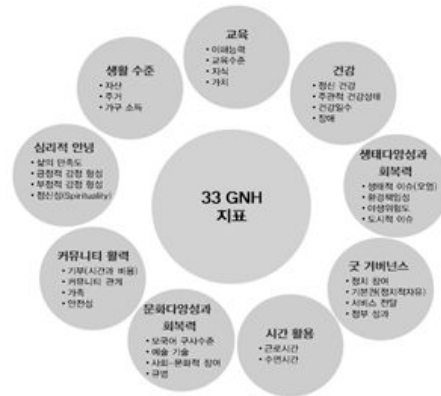 교육
• 이해능력
• 교육수준
• 지식
• 가치
건강
• 정신 건강
• 주관적 건강상태
• 건강일수
• 장애
생태다양성과
회복력
• 생태적 이슈(오염)
• 환경책임성
• 야생위험도
• 도시적 이슈
굿 거버넌스
• 정치 참여
• 기본권(정치적자유)
• 서비스 전달
• 정부 성과
시간 활용
• 근로시간
• 수면시간
문화다양성과
회복력
• 모국어 구사수준
• 예술 기술
• 사회-문화적 참여
• 규범
커뮤니티 활력
• 기부(시간과 비용)
• 커뮤니티 관계
• 가족
• 안전성
심리적 안녕
• 삶의 만족도
• 긍정적 감정 형성
• 부정적 감정 형성
• 정신성(Spirituality)
생활 수준
• 자산
• 주거
• 가구 소득
33 GNH
지표